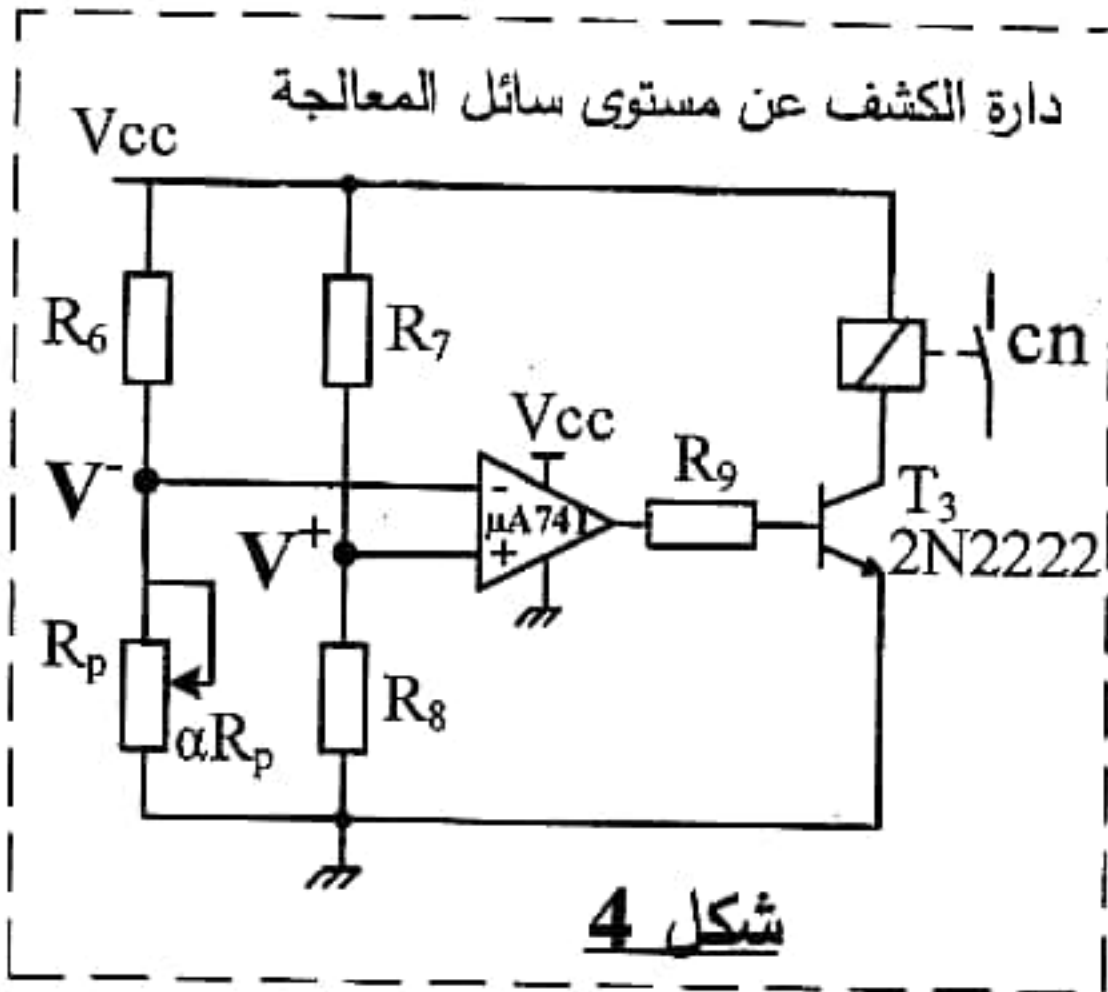 دارة الكشف عن مستوى سائل المعالجة
Vcc
R₆
R₇
cn
Vcc
R₉
V⁻
-
µA741
+
T₃
V⁺
2N2222
Rₚ
R₈
αRₚ
شكل 4